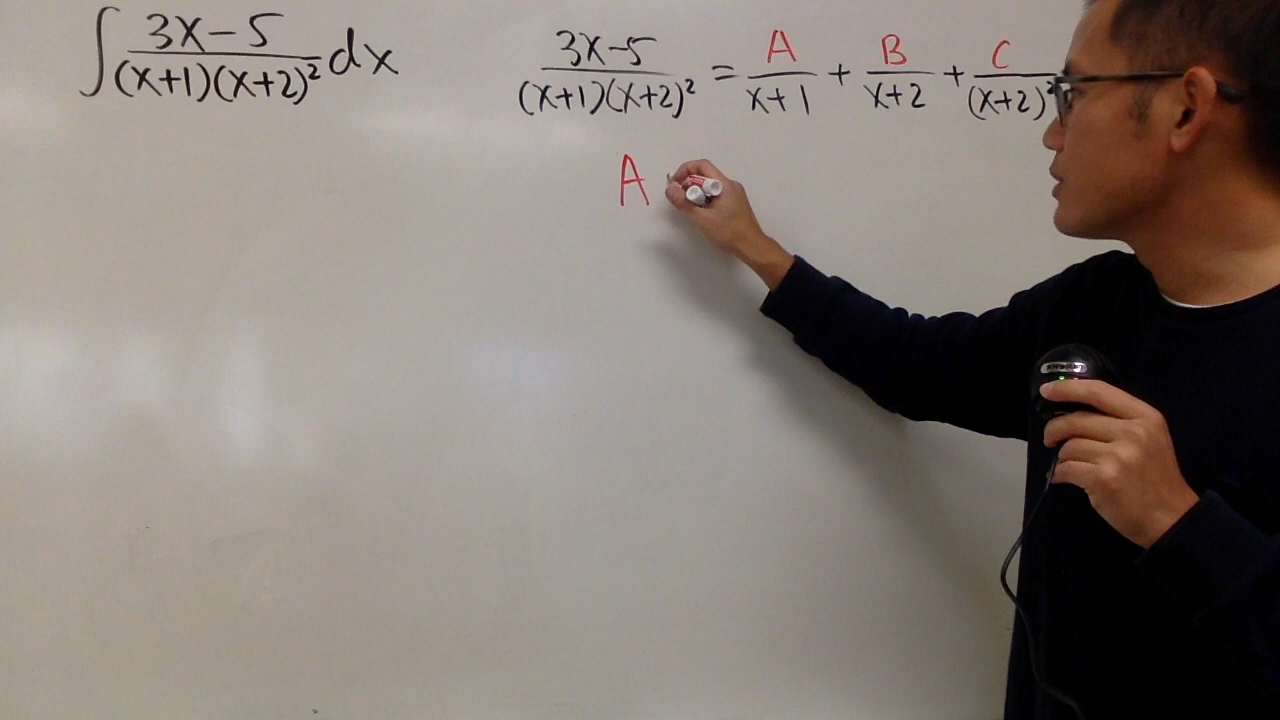 ∫ 3x-5 / (x+1)(x+2)² dx
3x-5 / (x+1)(x+2)² = A / x+1 + B / x+2 + C / (x+2)²
A